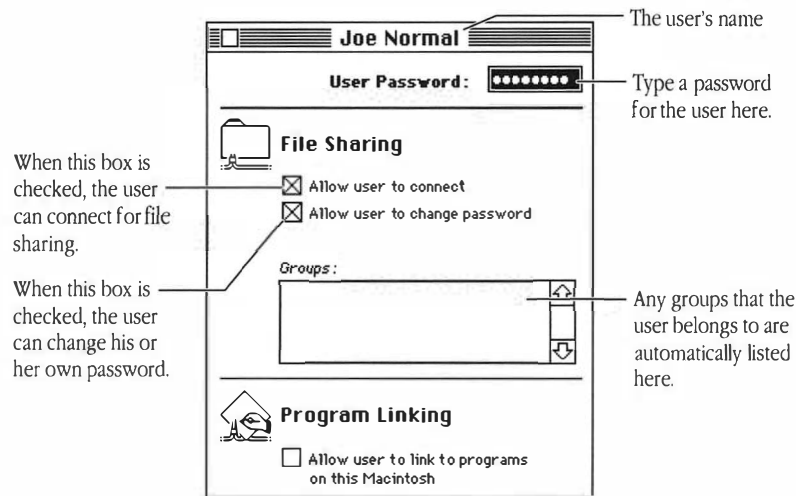 The user's name
Joe Normal
User Password:
Type a password
for the user here.
File Sharing
When this box is
checked, the user
can connect for file
sharing.
Allow user to connect
Allow user to change password
When this box is
checked, the user
can change his or
her own password.
Groups:
Any groups that the
user belongs to are
automatically listed
here.
Program Linking
Allow user to link to programs
on this Macintosh